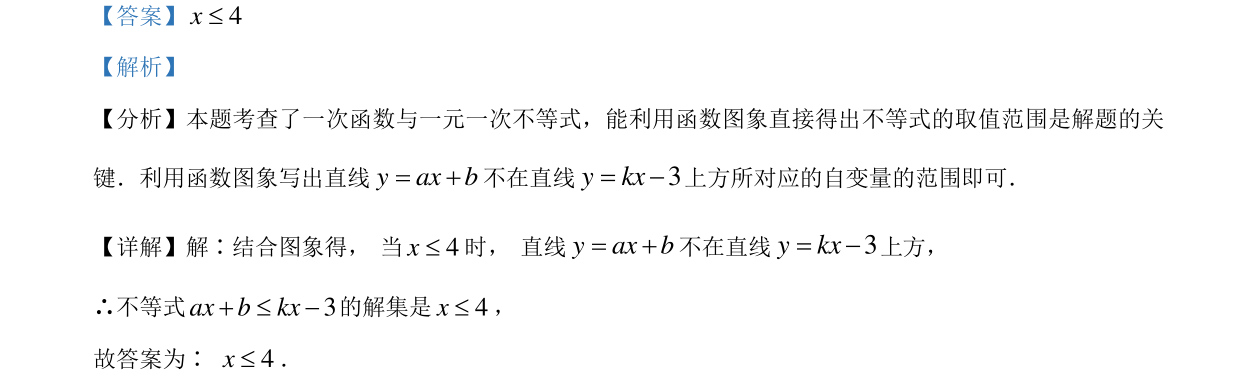 【答案】x ≤ 4
【解析】
【分析】本题考查了一次函数与一元一次不等式，能利用函数图象直接得出不等式的取值范围是解题的关
键．利用函数图象写出直线 y = ax + b 不在直线 y = kx − 3 上方所对应的自变量的范围即可．
【详解】解：结合图象得， 当 x ≤ 4 时， 直线 y = ax + b 不在直线 y = kx − 3 上方，
∴不等式 ax + b ≤ kx − 3 的解集是 x ≤ 4，
故答案为： x ≤ 4．